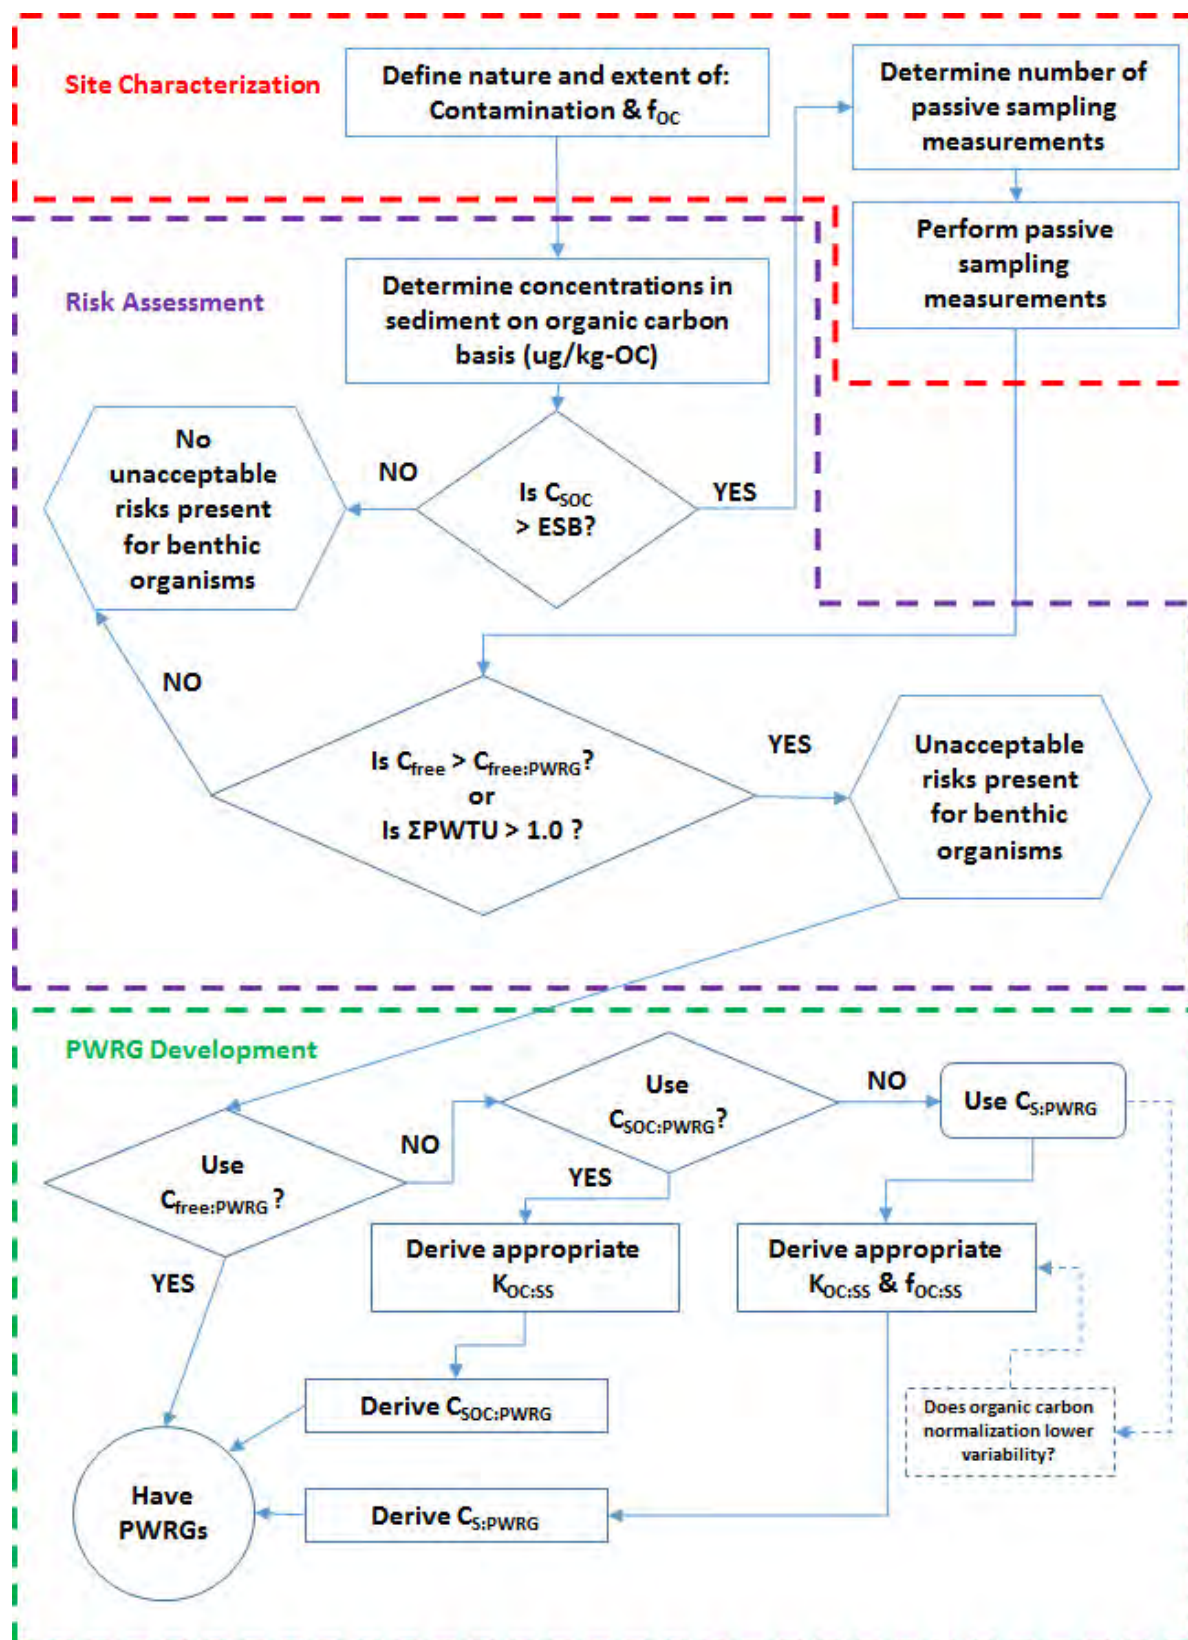 Site Characterization
Define nature and extent of:
Contamination & fOC
Determine number of
passive sampling
measurements
Perform passive
sampling
measurements
Risk Assessment
Determine concentrations in
sediment on organic carbon
basis (ug/kg-OC)
No
unacceptable
risks present
for benthic
organisms
NO
Is CSOC
> ESB?
YES
NO
Is Cfree > Cfree:PWRG?
or
Is ΣPWTU > 1.0 ?
YES
Unacceptable
risks present
for benthic
organisms
PWRG Development
Use
Cfree:PWRG ?
NO
Use
CSOC:PWRG?
NO
Use CS:PWRG
YES
YES
Derive appropriate
KOC:SS
Derive appropriate
KOC:SS & fOC:SS
Derive CSOC:PWRG
Does organic carbon
normalization lower
variability?
Have
PWRGs
Derive CS:PWRG